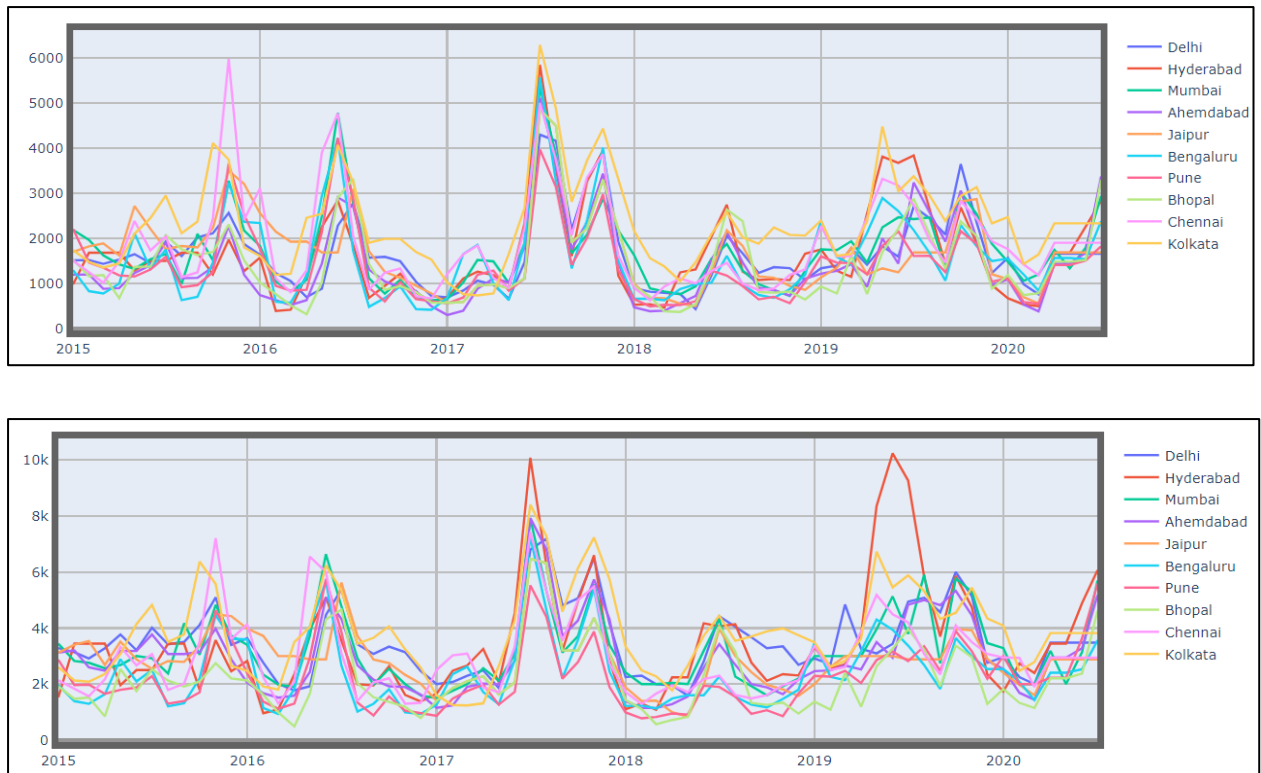 6000
5000
4000
3000
2000
1000
0
2015 2016 2017 2018 2019 2020
Delhi
Hyderabad
Mumbai
Ahemdabad
Jaipur
Bengaluru
Pune
Bhopal
Chennai
Kolkata
10k
8k
6k
4k
2k
0
2015 2016 2017 2018 2019 2020
Delhi
Hyderabad
Mumbai
Ahemdabad
Jaipur
Bengaluru
Pune
Bhopal
Chennai
Kolkata